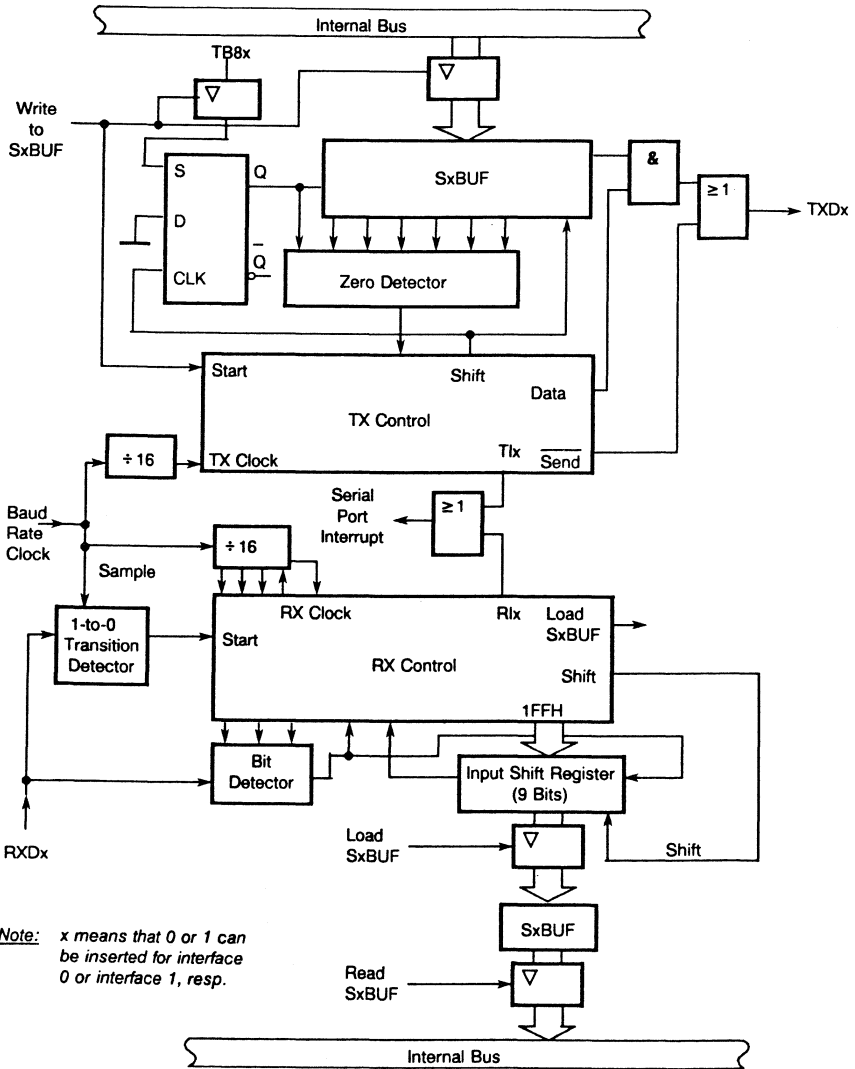 Internal Bus
TB8x
Write
to
SxBUF
S
Q
D
Q
CLK
SxBUF
&
≥ 1
TXDx
Zero Detector
Start
Shift
Data
TX Control
TX Clock
TIx
Send
÷ 16
Baud
Rate
Clock
Serial
Port
Interrupt
≥ 1
÷ 16
Sample
1-to-0
Transition
Detector
RX Clock
RIx
Load
SxBUF
Start
RX Control
Shift
1FFH
Bit
Detector
Input Shift Register
(9 Bits)
RXDx
Load
SxBUF
Shift
SxBUF
Note: x means that 0 or 1 can
be inserted for interface
0 or interface 1, resp.
Read
SxBUF
Internal Bus